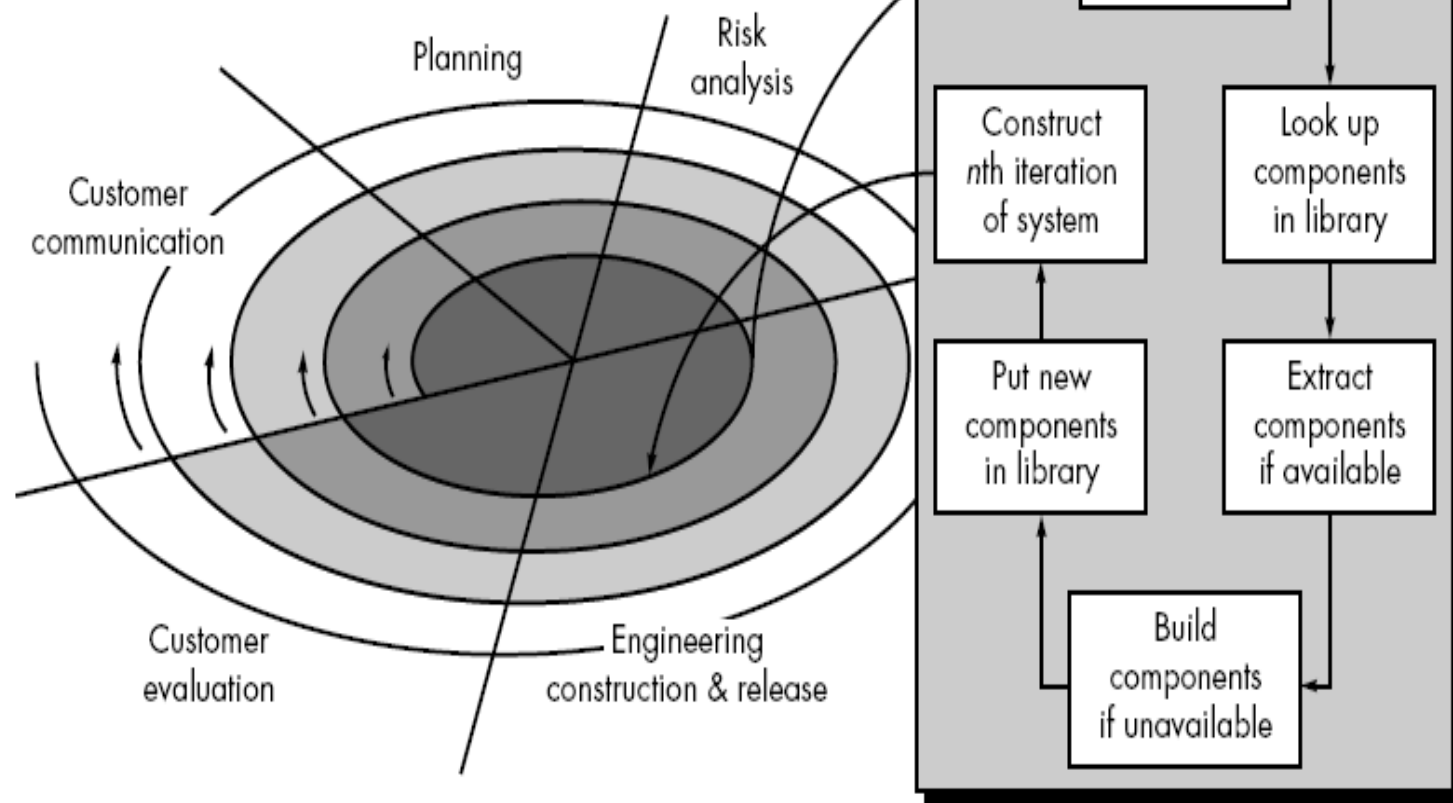 Planning
Risk
analysis
Customer
communication
Customer
evaluation
Engineering
construction & release
Construct
nth iteration
of system
Look up
components
in library
Put new
components
in library
Extract
components
if available
Build
components
if unavailable